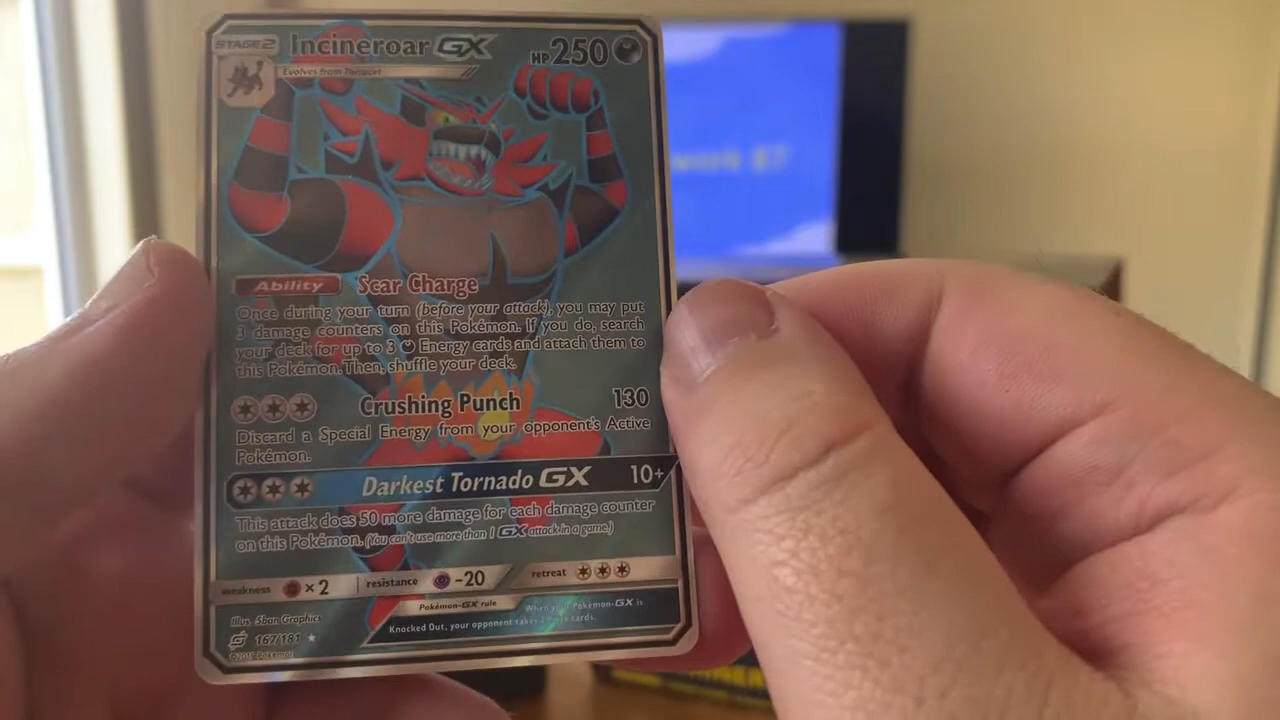 STAGE 2 Incineroar GX HP 250
Evolves from Torracat
Ability Scar Charge
Once during your turn (before your attack), you may put
3 damage counters on this Pokémon. If you do, search
your deck for up to 3 Energy cards and attach them to
this Pokémon. Then, shuffle your deck.
Crushing Punch 130
Discard a Special Energy from your opponent's Active
Pokémon.
Darkest Tornado GX 10+
This attack does 50 more damage for each damage counter
on this Pokémon. (You can't use more than 1 GX attack in a game.)
weakness ×2 resistance -20 retreat
Pokémon-GX rule When your Pokémon-GX is
Knocked Out, your opponent takes 2 Prize cards.
Illus. 5ban Graphics
167/181